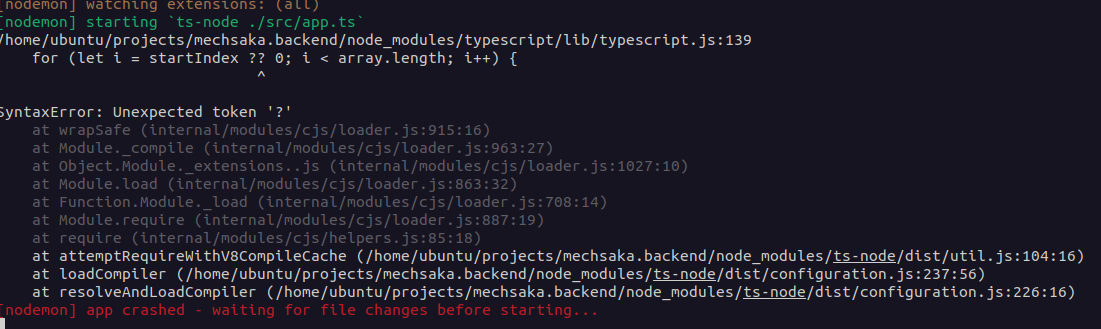 [nodemon] watching extensions: (all)
[nodemon] starting `ts-node ./src/app.ts`
/home/ubuntu/projects/mechsaka.backend/node_modules/typescript/lib/typescript.js:139
    for (let i = startIndex ?? 0; i < array.length; i++) {
                             ^
SyntaxError: Unexpected token '?'
    at wrapSafe (internal/modules/cjs/loader.js:915:16)
    at Module._compile (internal/modules/cjs/loader.js:963:27)
    at Object.Module._extensions..js (internal/modules/cjs/loader.js:1027:10)
    at Module.load (internal/modules/cjs/loader.js:863:32)
    at Function.Module._load (internal/modules/cjs/loader.js:708:14)
    at Module.require (internal/modules/cjs/loader.js:887:19)
    at require (internal/modules/cjs/helpers.js:85:18)
    at attemptRequireWithV8CompileCache (/home/ubuntu/projects/mechsaka.backend/node_modules/ts-node/dist/util.js:104:16)
    at loadCompiler (/home/ubuntu/projects/mechsaka.backend/node_modules/ts-node/dist/configuration.js:237:56)
    at resolveAndLoadCompiler (/home/ubuntu/projects/mechsaka.backend/node_modules/ts-node/dist/configuration.js:226:16)
[nodemon] app crashed - waiting for file changes before starting...